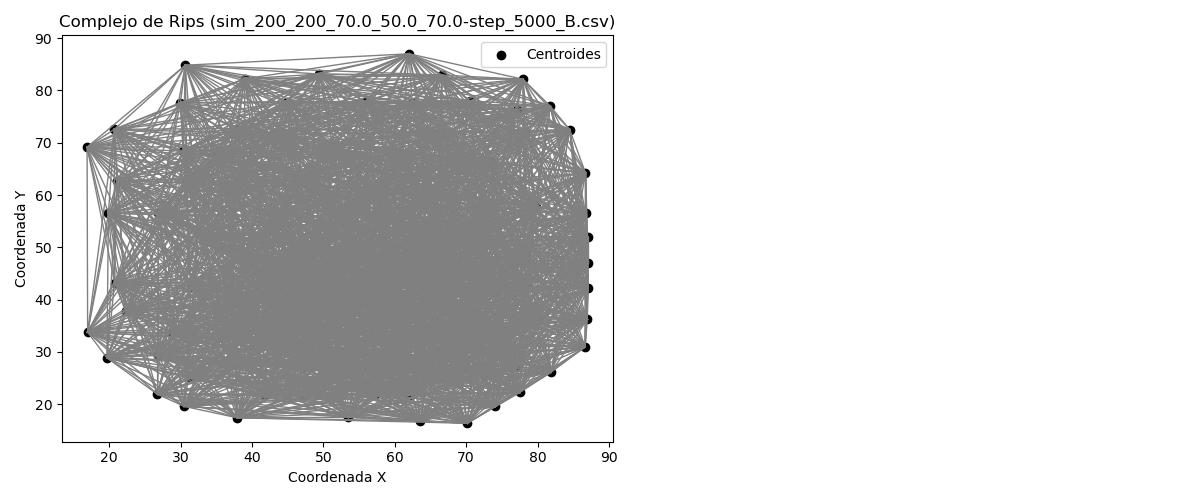 Complejo de Rips (sim_200_200_70.0_50.0_70.0-step_5000_B.csv)
Centroides
90
80
70
60
50
40
30
20
Coordenada Y
20 30 40 50 60 70 80 90
Coordenada X